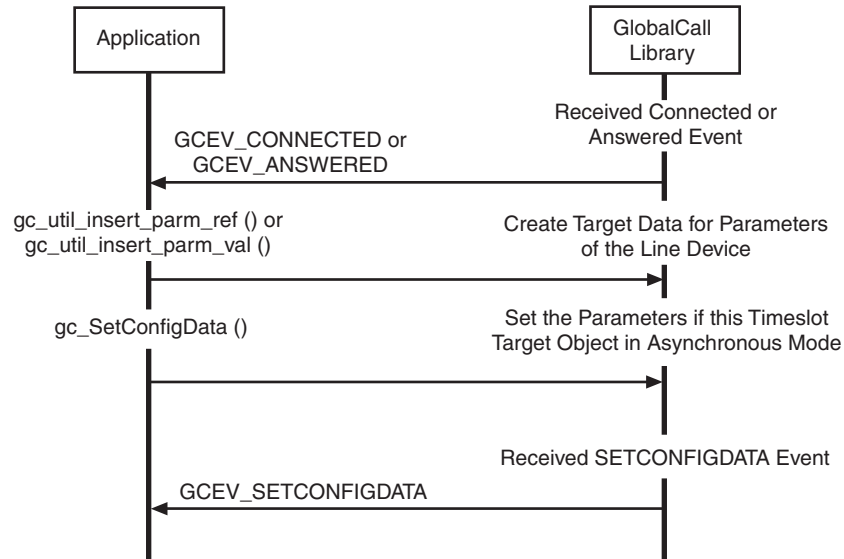 Application
GlobalCall
Library
Received Connected or
Answered Event
GCEV_CONNECTED or
GCEV_ANSWERED
gc_util_insert_parm_ref () or
gc_util_insert_parm_val ()
Create Target Data for Parameters
of the Line Device
gc_SetConfigData ()
Set the Parameters if this Timeslot
Target Object in Asynchronous Mode
Received SETCONFIGDATA Event
GCEV_SETCONFIGDATA